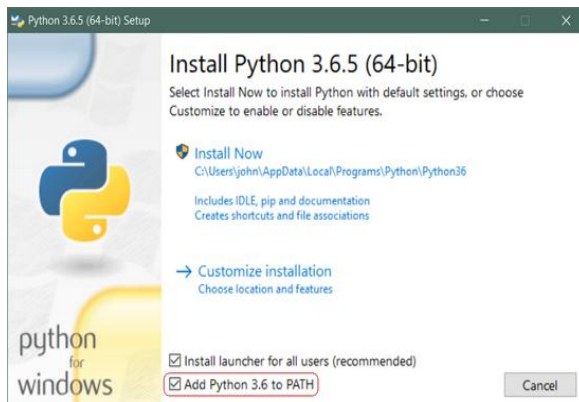 Python 3.6.5 (64-bit) Setup
Install Python 3.6.5 (64-bit)
Select Install Now to install Python with default settings, or choose
Customize to enable or disable features.
Install Now
C:\Users\john\AppData\Local\Programs\Python\Python36
Includes IDLE, pip and documentation
Creates shortcuts and file associations
→ Customize installation
Choose location and features
python
for
windows
Install launcher for all users (recommended)
Add Python 3.6 to PATH
Cancel